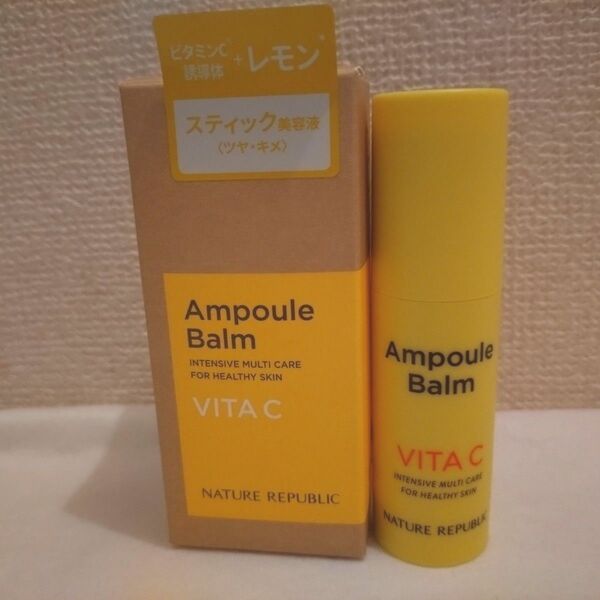 ビタミンC*
誘導体
+レモン*
スティック美容液
〈ツヤ・キメ〉
Ampoule
Balm
INTENSIVE MULTI CARE
FOR HEALTHY SKIN
VITA C
NATURE REPUBLIC
Ampoule
Balm
VITA C
INTENSIVE MULTI CARE
FOR HEALTHY SKIN
NATURE REPUBLIC